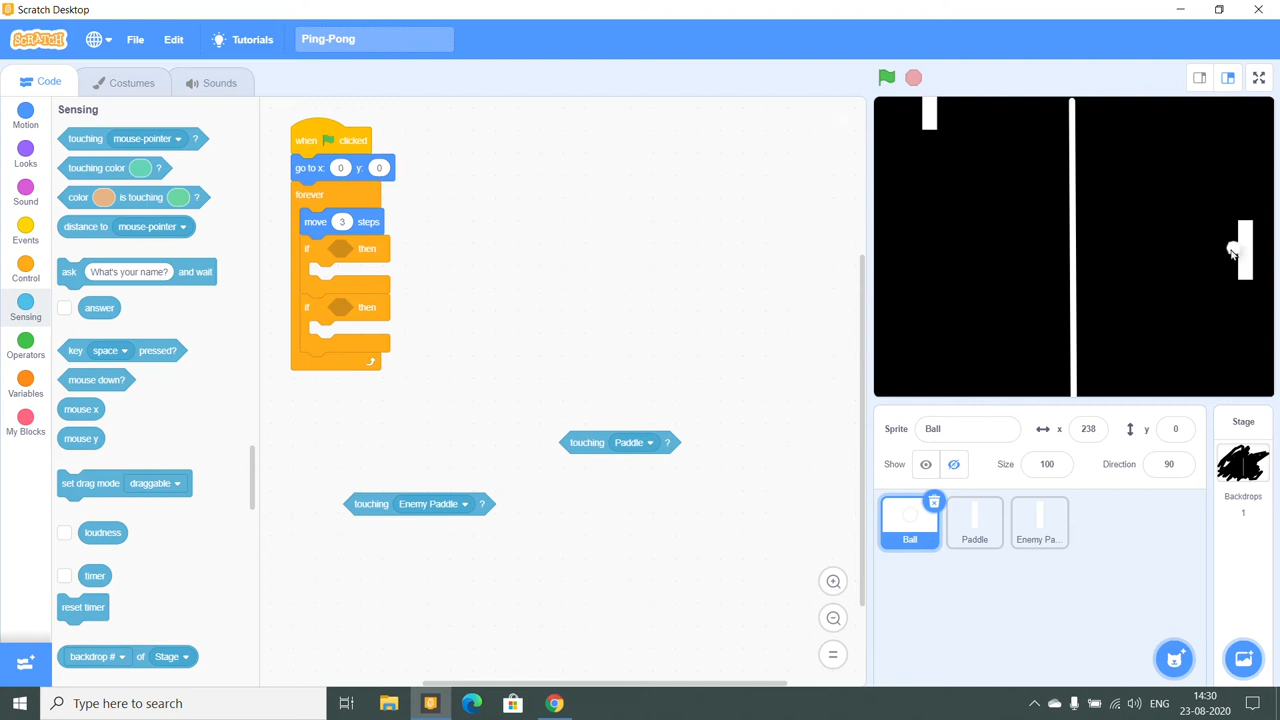 Scratch Desktop
SCRATCH
File
Edit
Tutorials
Ping-Pong
Code
Costumes
Sounds
Motion
Looks
Sound
Events
Control
Sensing
Operators
Variables
My Blocks
Sensing
touching mouse-pointer ?
touching color ?
color is touching ?
distance to mouse-pointer
ask What's your name? and wait
answer
key space pressed?
mouse down?
mouse x
mouse y
set drag mode draggable
loudness
timer
reset timer
backdrop # of Stage
when clicked
go to x: 0 y: 0
forever
move 3 steps
if then
if then
touching Paddle ?
touching Enemy Paddle ?
Sprite Ball x 238 y 0
Show Size 100 Direction 90
Ball
Paddle
Enemy Pa...
Stage
Backdrops
1
Type here to search
ENG
14:30
23-08-2020